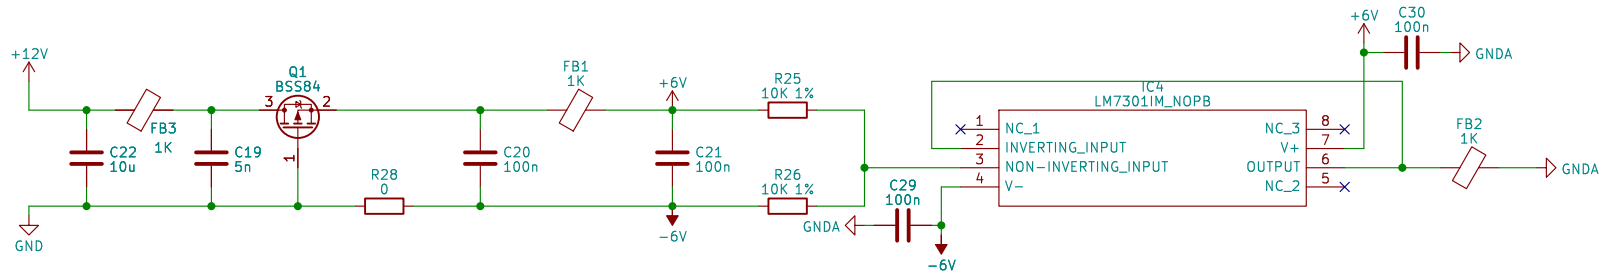 +12V
FB3
1K
C22
10u
C19
5n
Q1
BSS84
3
2
1
GND
R28
0
C20
100n
FB1
1K
+6V
C21
100n
-6V
R25
10K 1%
R26
10K 1%
GNDA
C29
100n
-6V
IC4
LM7301IM_NOPB
1
NC_1
2
INVERTING_INPUT
3
NON-INVERTING_INPUT
4
V-
NC_3
8
V+
7
OUTPUT
6
NC_2
5
+6V
C30
100n
GNDA
FB2
1K
GNDA